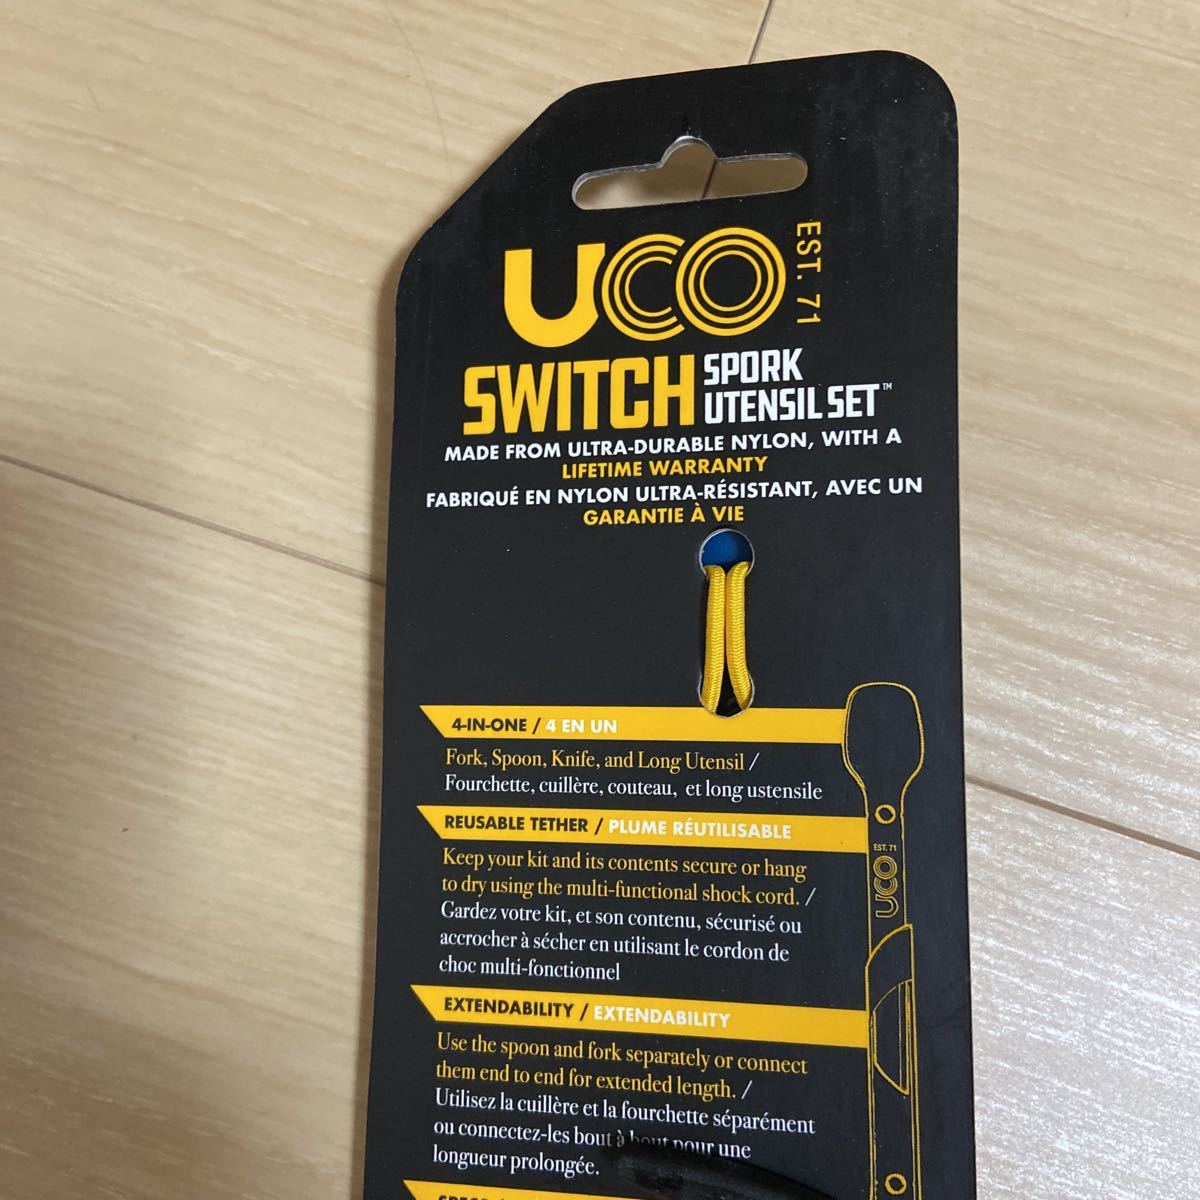 UCO
EST. 71
SWITCH SPORK UTENSIL SET™
MADE FROM ULTRA-DURABLE NYLON, WITH A
LIFETIME WARRANTY
FABRIQUÉ EN NYLON ULTRA-RÉSISTANT, AVEC UN
GARANTIE À VIE
4-IN-ONE / 4 EN UN
Fork, Spoon, Knife, and Long Utensil /
Fourchette, cuillère, couteau, et long ustensile
REUSABLE TETHER / PLUME RÉUTILISABLE
Keep your kit and its contents secure or hang
to dry using the multi-functional shock cord. /
Gardez votre kit, et son contenu, sécurisé ou
accrocher à sécher en utilisant le cordon de
choc multi-fonctionnel
EST. 71
UCO
EXTENDABILITY / EXTENDABILITY
Use the spoon and fork separately or connect
them end to end for extended length. /
Utilisez la cuillère et la fourchette séparément
ou connectez-les bout à bout pour une
longueur prolongée.